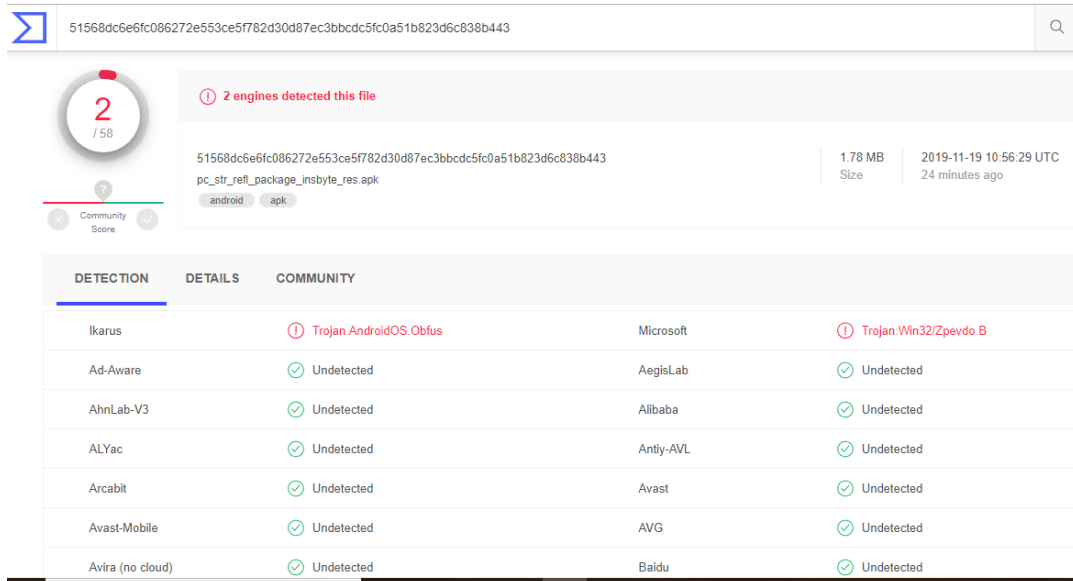 51568dc6e6fc086272e553ce5f782d30d87ec3bbcdc5fc0a51b823d6c838b443
2
/ 58
2 engines detected this file
51568dc6e6fc086272e553ce5f782d30d87ec3bbcdc5fc0a51b823d6c838b443
pc_str_refl_package_insbyte_res.apk
android apk
1.78 MB
Size
2019-11-19 10:56:29 UTC
24 minutes ago
?
Community
Score
DETECTION DETAILS COMMUNITY
Ikarus Trojan.AndroidOS.Obfus Microsoft Trojan:Win32/Zpevdo.B
Ad-Aware Undetected AegisLab Undetected
AhnLab-V3 Undetected Alibaba Undetected
ALYac Undetected Antiy-AVL Undetected
Arcabit Undetected Avast Undetected
Avast-Mobile Undetected AVG Undetected
Avira (no cloud) Undetected Baidu Undetected